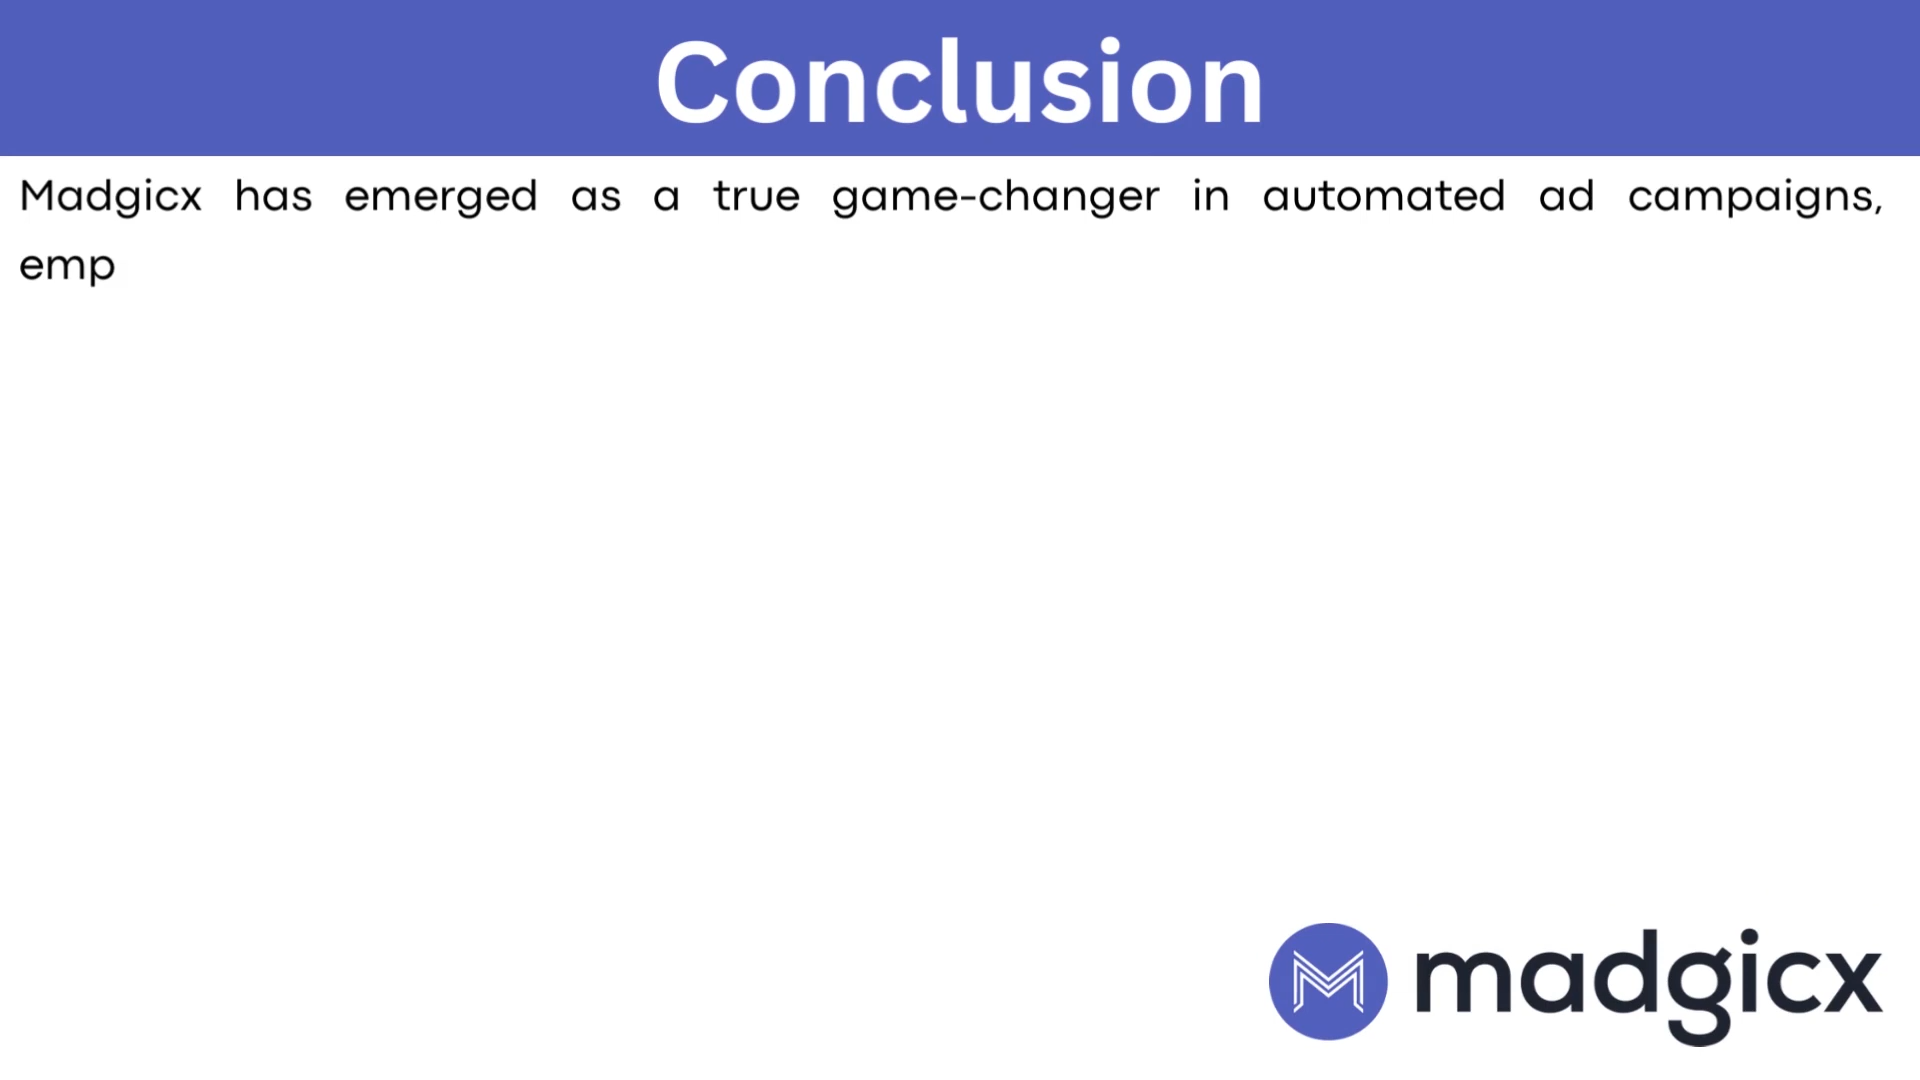 Conclusion
Madgicx has emerged as a true game-changer in automated ad campaigns,
emp
madgicx